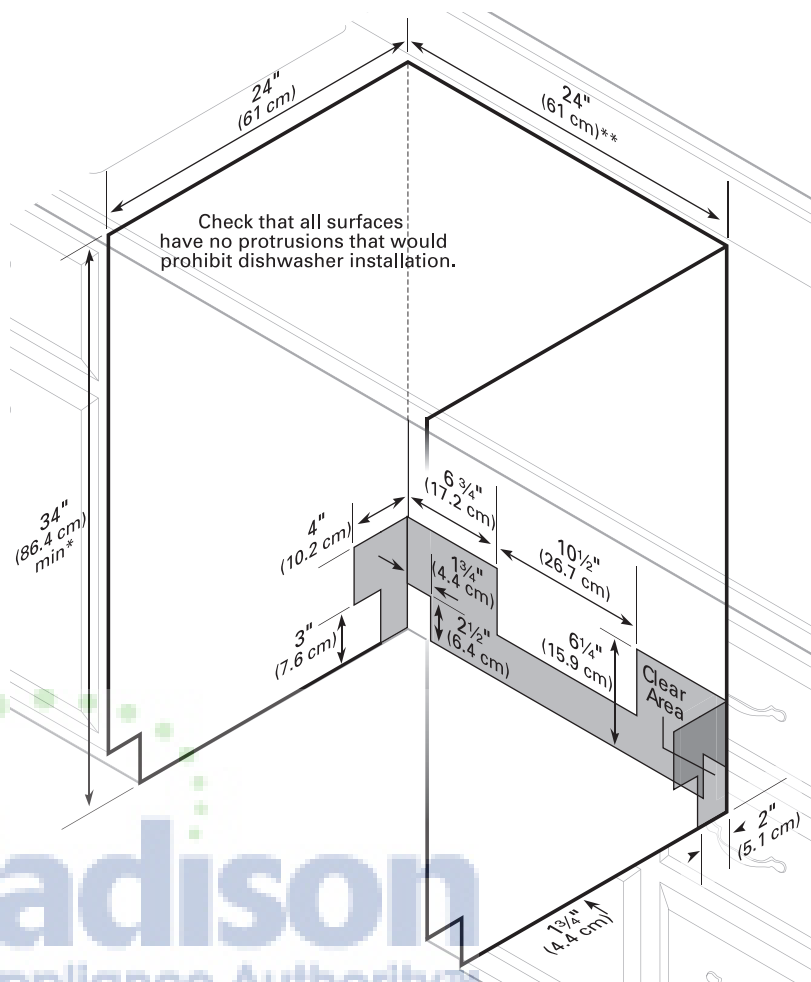 24"
(61 cm)
24"
(61 cm)**
Check that all surfaces
have no protrusions that would
prohibit dishwasher installation.
34"
(86.4 cm)
min*
4"
(10.2 cm)
6 3/4"
(17.2 cm)
1 3/4"
(4.4 cm)
10 1/2"
(26.7 cm)
3"
(7.6 cm)
2 1/2"
(6.4 cm)
6 1/4"
(15.9 cm)
Clear
Area
2"
(5.1 cm)
1 3/4"
(4.4 cm)
adison